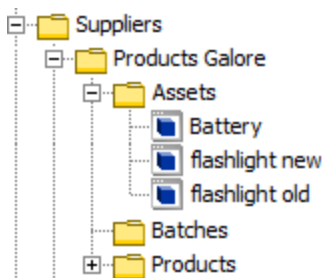 Suppliers
Products Galore
Assets
Battery
flashlight new
flashlight old
Batches
Products